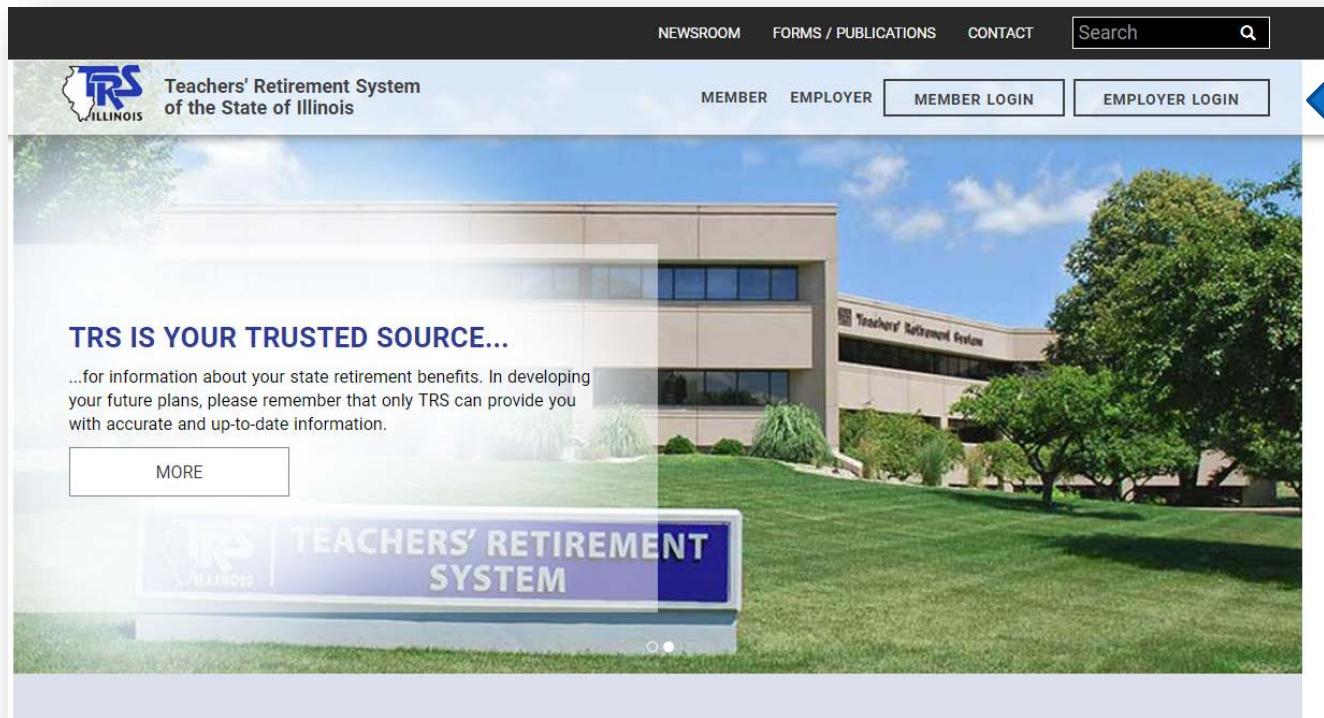 NEWSROOM FORMS / PUBLICATIONS CONTACT Search
TRS
ILLINOIS
Teachers' Retirement System
of the State of Illinois
MEMBER EMPLOYER MEMBER LOGIN EMPLOYER LOGIN
Teachers' Retirement System
TRS IS YOUR TRUSTED SOURCE...
...for information about your state retirement benefits. In developing
your future plans, please remember that only TRS can provide you
with accurate and up-to-date information.
MORE
TRS
ILLINOIS
TEACHERS' RETIREMENT
SYSTEM